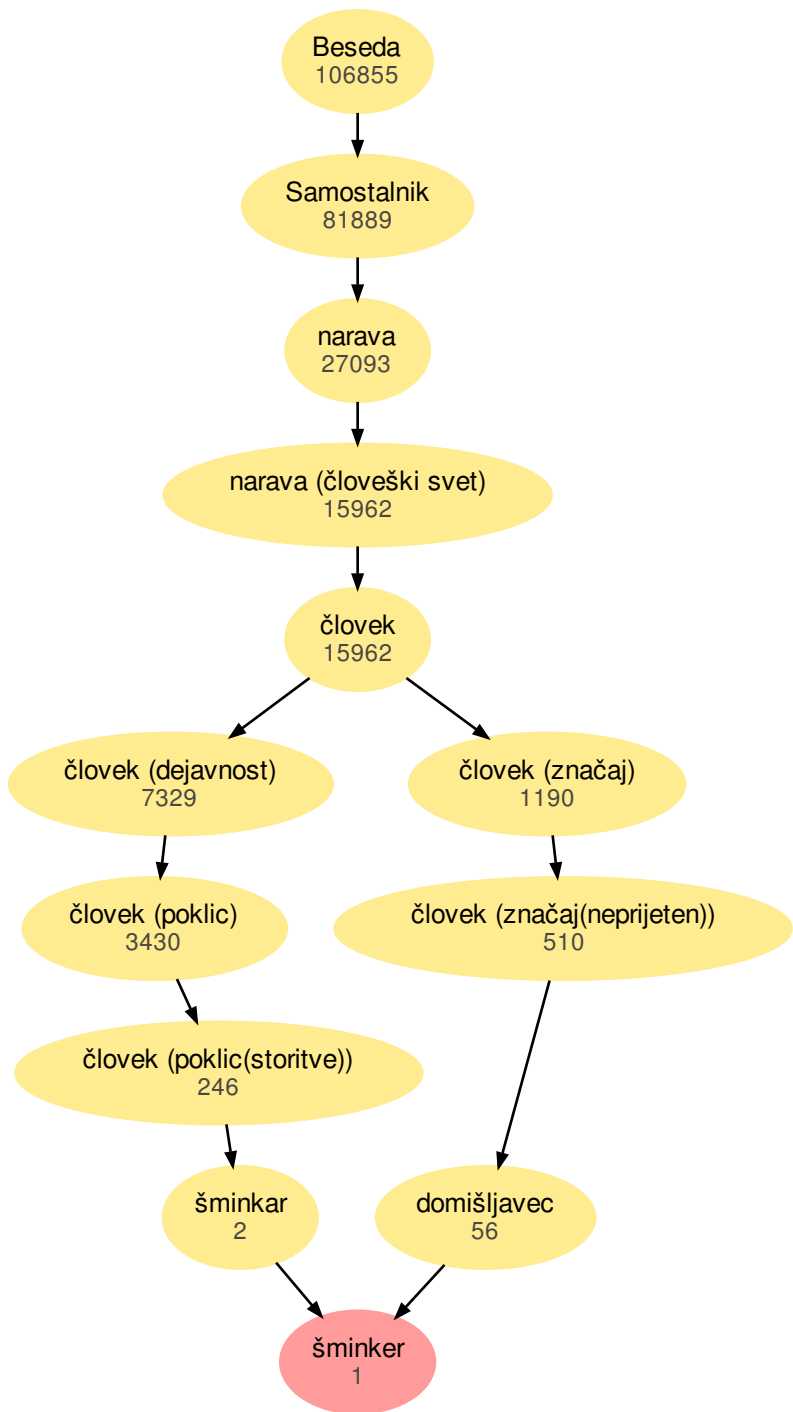 Beseda
106855
Samostalnik
81889
narava
27093
narava (človeški svet)
15962
človek
15962
človek (dejavnost)
7329
človek (značaj)
1190
človek (poklic)
3430
človek (značaj(neprijeten))
510
človek (poklic(storitve))
246
šminkar
2
domišljavec
56
šminker
1